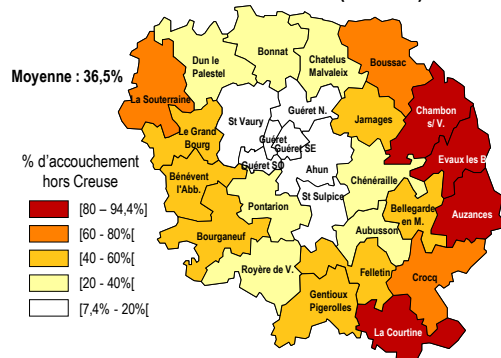 Moyenne : 36,5%
Dun le
Palestel
Bonnat
Chatelus
Malvaleix
Boussac
La Souterraine
St Vaury
Guéret N.
Jarnages
Chambon
s/ V.
Le Grand
Bourg
Guéret
Guéret SE
Guéret SO
Evaux les B
Bénévent
l'Abb.
Ahun
Chénéraille
St Sulpice
Auzances
Pontarion
Bellegarde
en M.
Bourganeuf
Aubusson
Royère de V.
Felletin
Crocq
Gentioux
Pigerolles
La Courtine
% d'accouchement
hors Creuse
[80 – 94,4%]
[60 - 80%[
[40 - 60%[
[20 - 40%[
[7,4% - 20%[